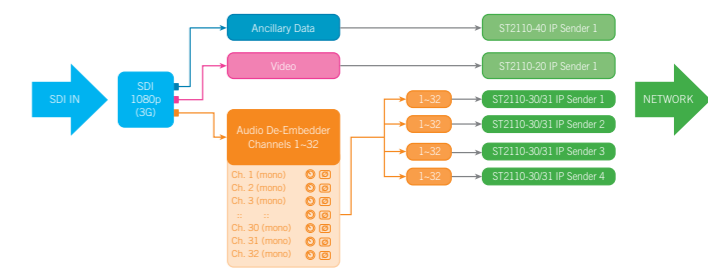 Ancillary Data
ST2110-40 IP Sender 1
Video
ST2110-20 IP Sender 1
SDI IN
SDI
1080p
(3G)
Audio De-Embedder
Channels 1–32
Ch. 1 (mono)
Ch. 2 (mono)
Ch. 3 (mono)
:: ::
Ch. 30 (mono)
Ch. 31 (mono)
Ch. 32 (mono)
1–32
ST2110-30/31 IP Sender 1
1–32
ST2110-30/31 IP Sender 2
1–32
ST2110-30/31 IP Sender 3
1–32
ST2110-30/31 IP Sender 4
NETWORK